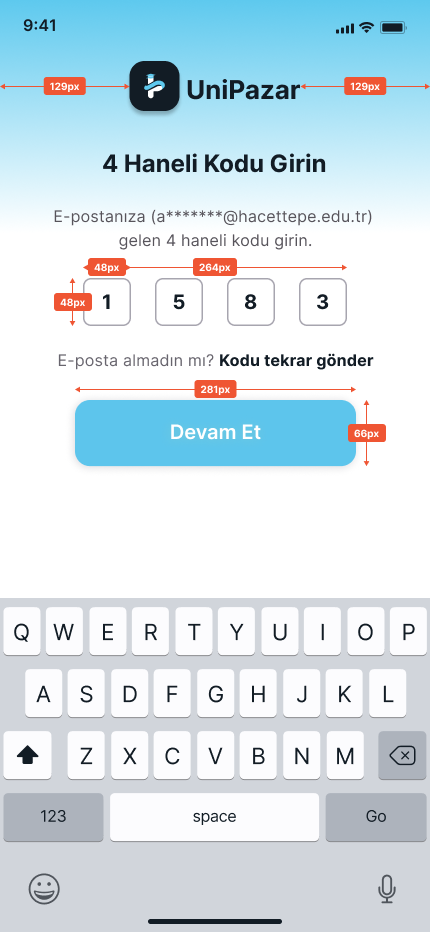 9:41
129px
UniPazar
129px
4 Haneli Kodu Girin
E-postanıza (a*******@hacettepe.edu.tr)
gelen 4 haneli kodu girin.
48px
264px
48px
1 5 8 3
E-posta almadın mı? Kodu tekrar gönder
281px
Devam Et
66px
Q W E R T Y U I O P
A S D F G H J K L
Z X C V B N M
123 space Go